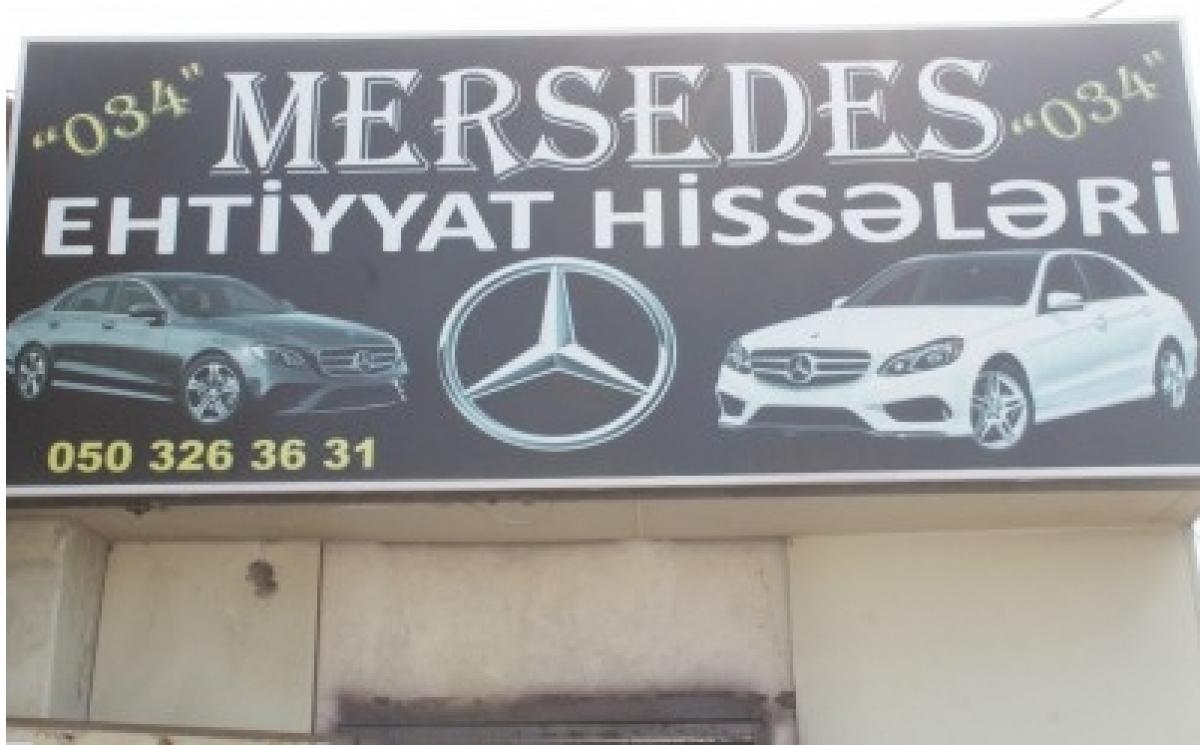 "034" MERSEDES "034"
EHTİYYAT HİSSƏLƏRİ
050 326 36 31